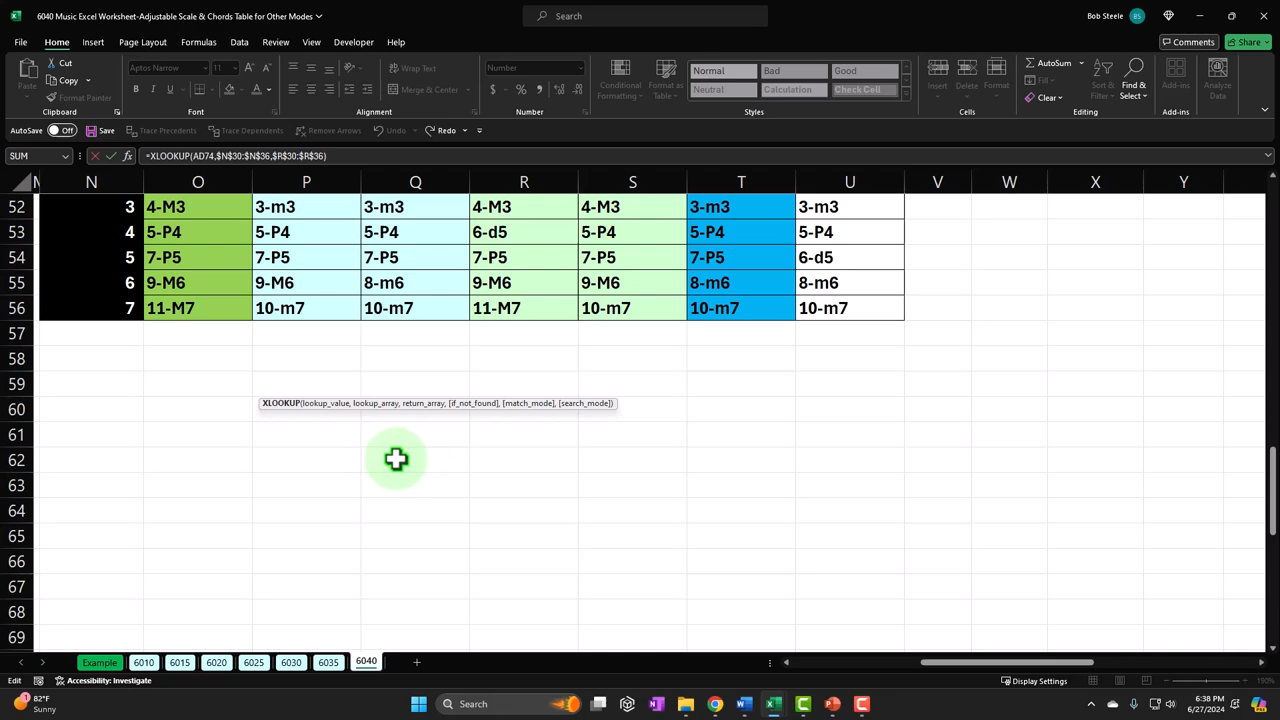 6040 Music Excel Worksheet-Adjustable Scale & Chords Table for Other Modes
Search
Bob Steele
BS
File Home Insert Page Layout Formulas Data Review View Developer Automate Help
Comments
Share
Paste
Cut
Copy
Format Painter
Clipboard
Aptos Narrow
11
B I U
Font
Wrap Text
Merge & Center
Alignment
Number
$ % ,
Number
Conditional Formatting
Format as Table
Normal Bad Good
Neutral Calculation Check Cell
Styles
Insert Delete Format
Cells
AutoSum
Fill
Clear
Sort & Filter
Find & Select
Editing
Add-ins
Add-ins
Analyze Data
AutoSave Off Save Trace Precedents Trace Dependents Remove Arrows Undo Redo
SUM
fx
=XLOOKUP(AD74,$N$30:$N$36,$R$30:$R$36)
N O P Q R S T U V W X Y
52 3 4-M3 3-m3 3-m3 4-M3 4-M3 3-m3 3-m3
53 4 5-P4 5-P4 5-P4 6-d5 5-P4 5-P4 5-P4
54 5 7-P5 7-P5 7-P5 7-P5 7-P5 7-P5 6-d5
55 6 9-M6 9-M6 8-m6 9-M6 9-M6 8-m6 8-m6
56 7 11-M7 10-m7 10-m7 11-M7 10-m7 10-m7 10-m7
57
58
59
60
XLOOKUP(lookup_value, lookup_array, return_array, [if_not_found], [match_mode], [search_mode])
61
62
63
64
65
66
67
68
69
Example 6010 6015 6020 6025 6030 6035 6040
Edit
Accessibility: Investigate
Display Settings
190%
1
82°F
Sunny
Search
6:38 PM
6/27/2024